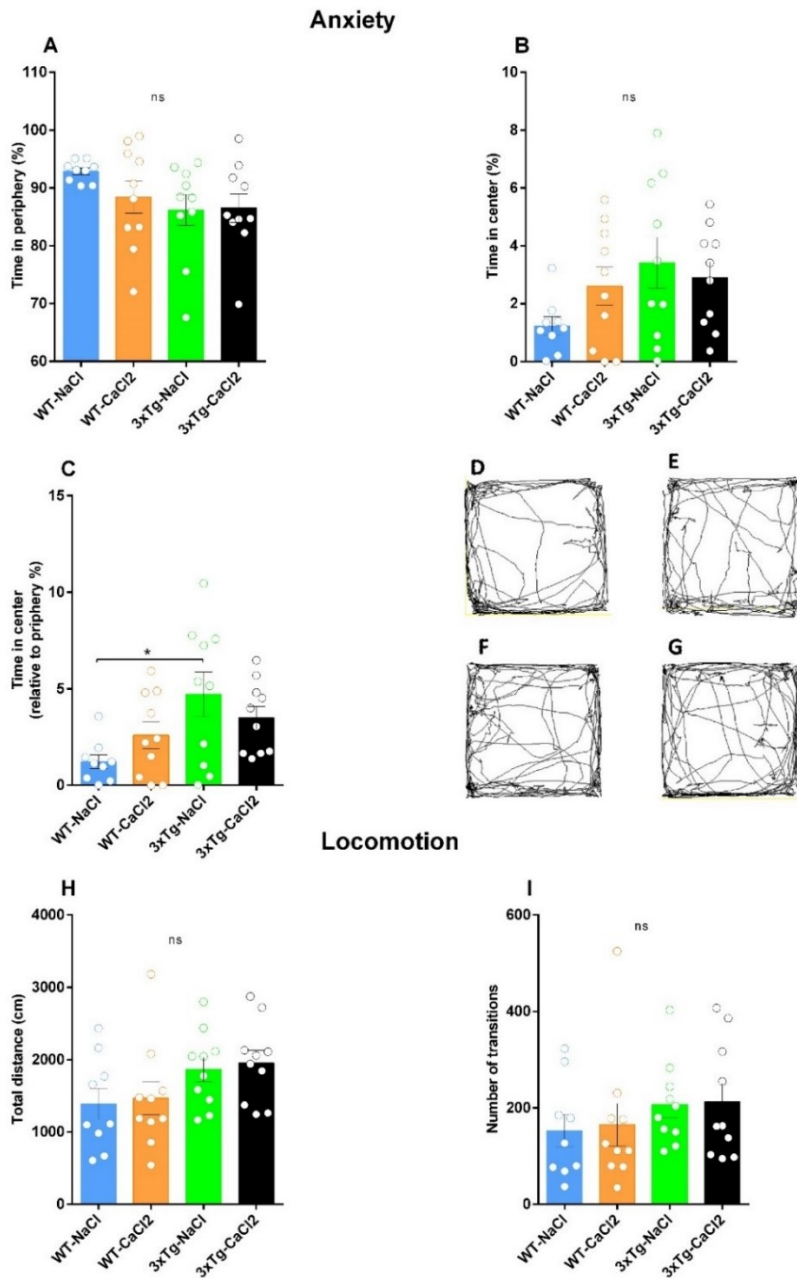 Anxiety
A
B
110
100
90
80
70
60
Time in periphery (%)
ns
WT-NaCl
WT-CaCl2
3xTg-NaCl
3xTg-CaCl2
10
8
6
4
2
0
Time in center (%)
ns
WT-NaCl
WT-CaCl2
3xTg-NaCl
3xTg-CaCl2
C
15
10
5
0
Time in center
(relative to priphery %)
*
WT-NaCl
WT-CaCl2
3xTg-NaCl
3xTg-CaCl2
D
E
F
G
Locomotion
H
4000
3000
2000
1000
0
Total distance (cm)
ns
WT-NaCl
WT-CaCl2
3xTg-NaCl
3xTg-CaCl2
I
600
400
200
0
Number of transitions
ns
WT-NaCl
WT-CaCl2
3xTg-NaCl
3xTg-CaCl2